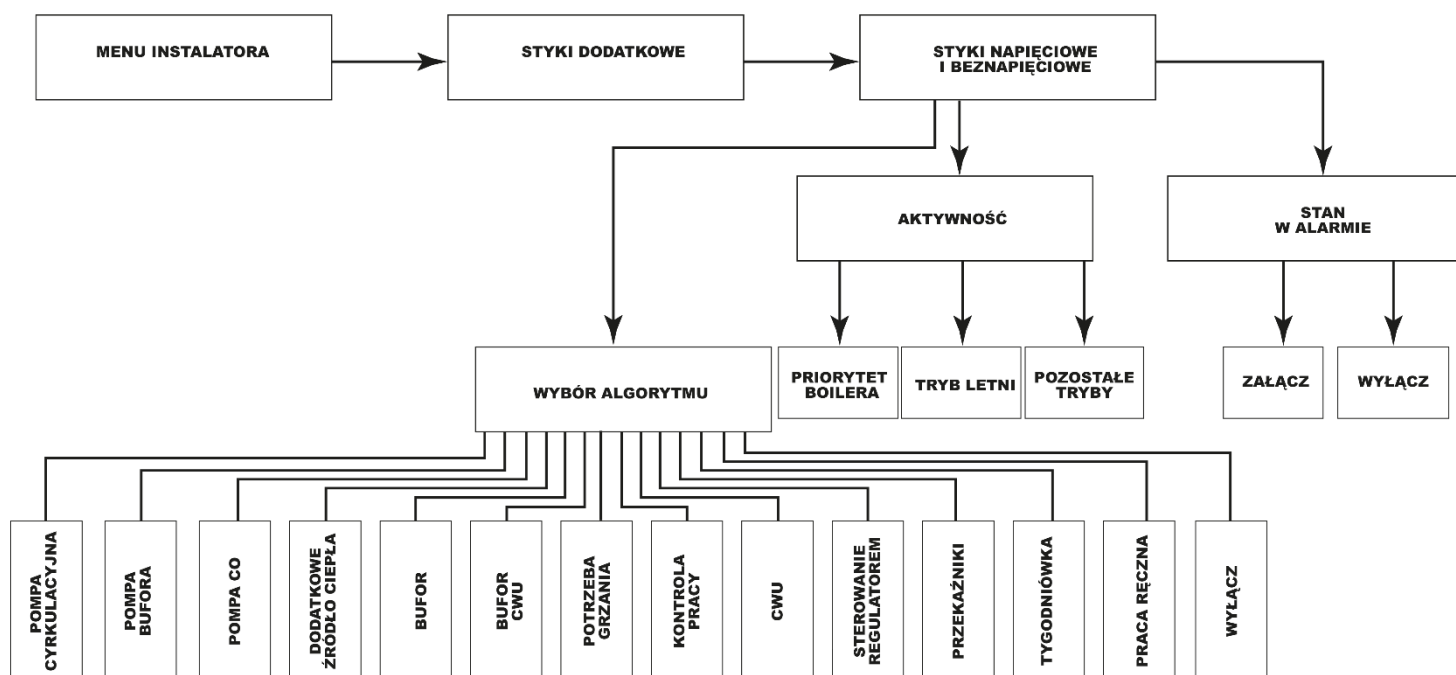 MENU INSTALATORA
STYKI DODATKOWE
STYKI NAPIĘCIOWE
I BEZNAPIĘCIOWE
AKTYWNOŚĆ
STAN
W ALARMIE
WYBÓR ALGORYTMU
PRIORYTET
BOILERA
TRYB LETNI
POZOSTAŁE
TRYBY
ZAŁĄCZ
WYŁĄCZ
POMPA
CYRKULACYJNA
POMPA
BUFORA
POMPA CO
DODATKOWE
ŹRÓDŁO CIEPŁA
BUFOR
BUFOR
CWU
POTRZEBA
GRZANIA
KONTROLA
PRACY
CWU
STEROWANIE
REGULATOREM
PRZEKAŹNIKI
TYGODNIÓWKA
PRACA RĘCZNA
WYŁĄCZ